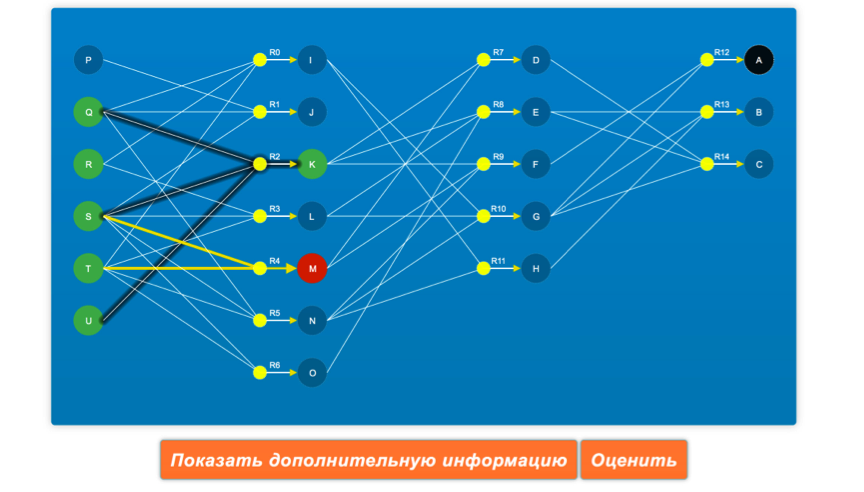 P R0 I R7 D R12 A
Q R1 J R8 E R13 B
R R2 K R9 F R14 C
S R3 L R10 G
T R4 M R11 H
U R5 N
R6 O
Показать дополнительную информацию Оценить